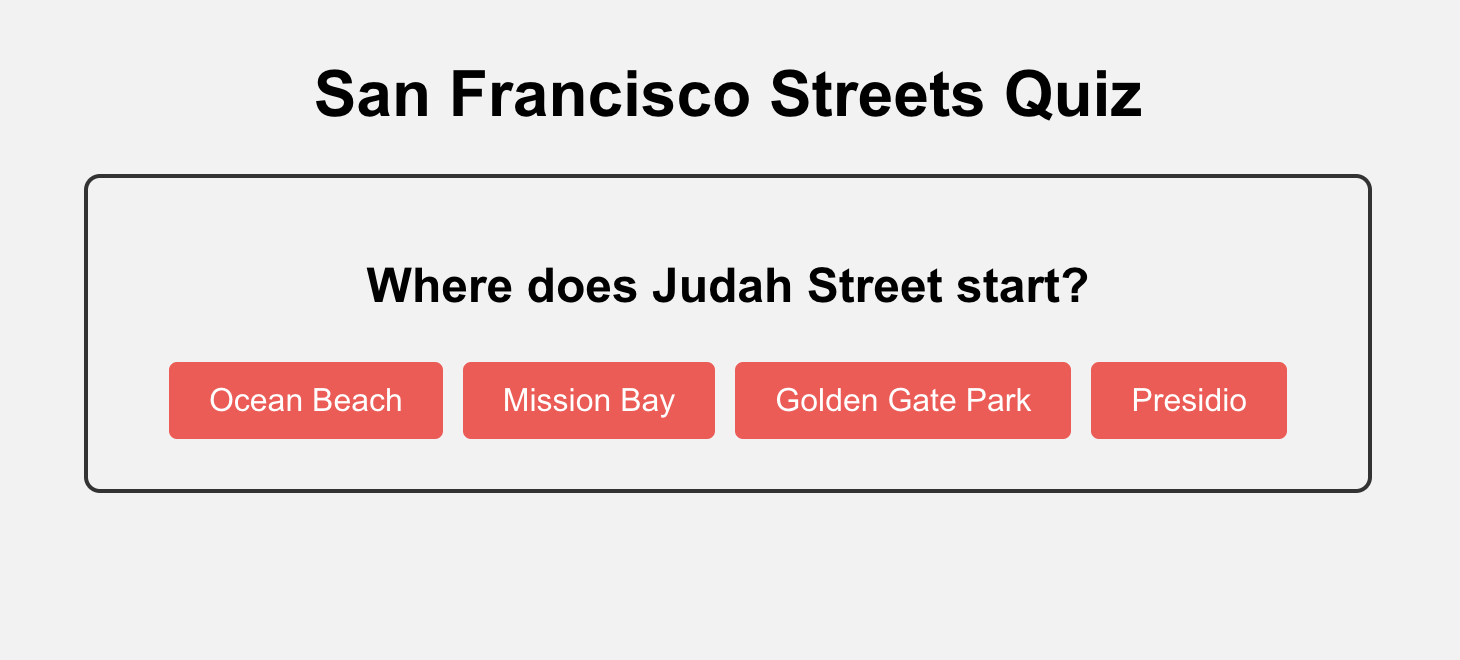 San Francisco Streets Quiz
Where does Judah Street start?
Ocean Beach
Mission Bay
Golden Gate Park
Presidio